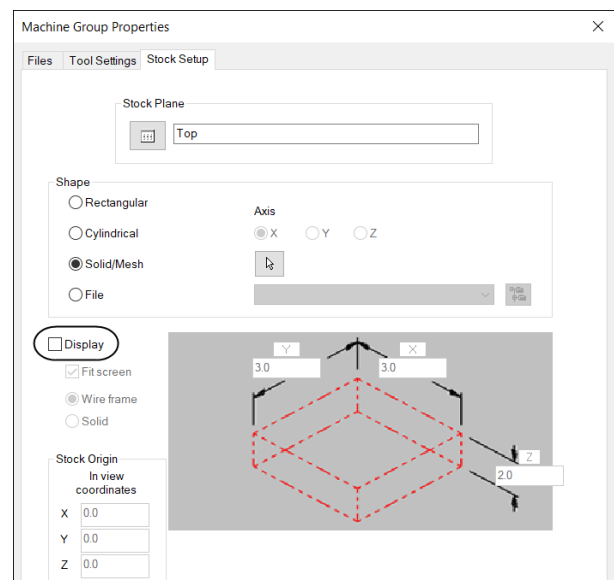 Machine Group Properties
Files Tool Settings Stock Setup
Stock Plane
Top
Shape
Rectangular
Axis
Cylindrical
X Y Z
Solid/Mesh
File
Display
Y X
Fit screen
3.0 3.0
Wire frame
Solid
Z
Stock Origin
2.0
In view
coordinates
X 0.0
Y 0.0
Z 0.0